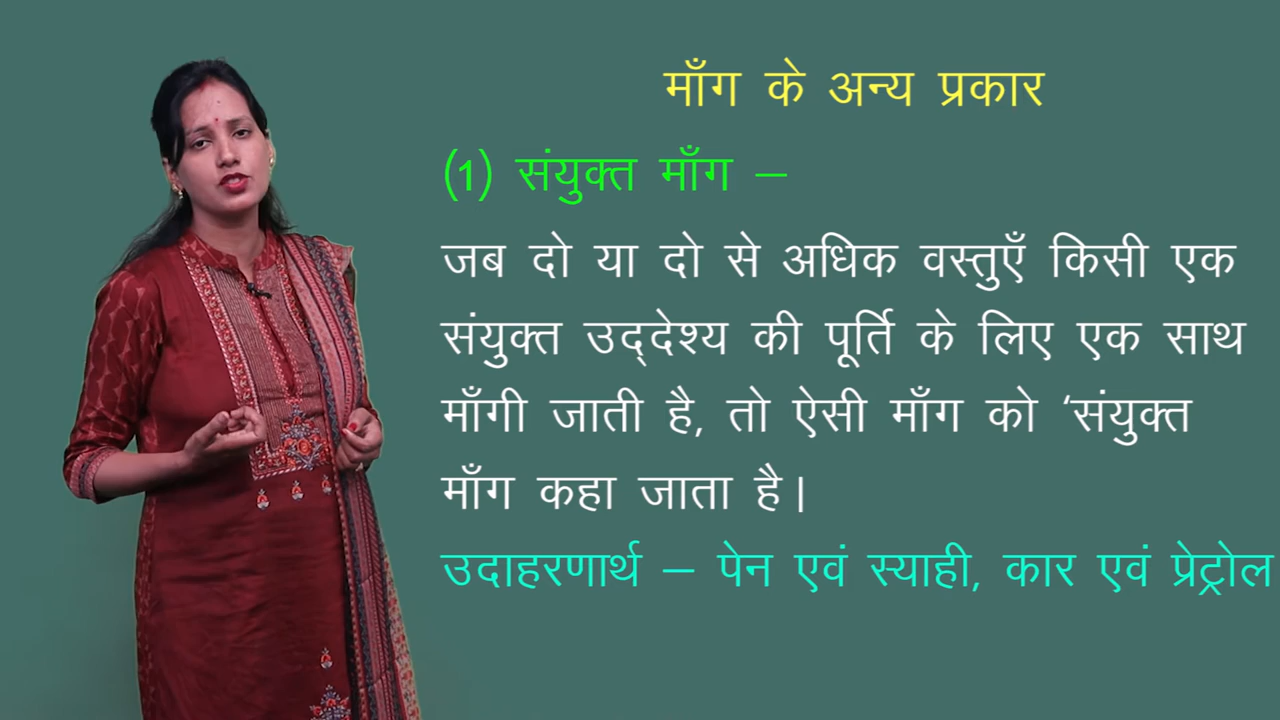 माँग के अन्य प्रकार
(1) संयुक्त माँग –
जब दो या दो से अधिक वस्तुएँ किसी एक
संयुक्त उद्‌देश्य की पूर्ति के लिए एक साथ
माँगी जाती है, तो ऐसी माँग को ’संयुक्त
माँग कहा जाता है।
उदाहरणार्थ – पेन एवं स्याही, कार एवं प्रेट्रोल